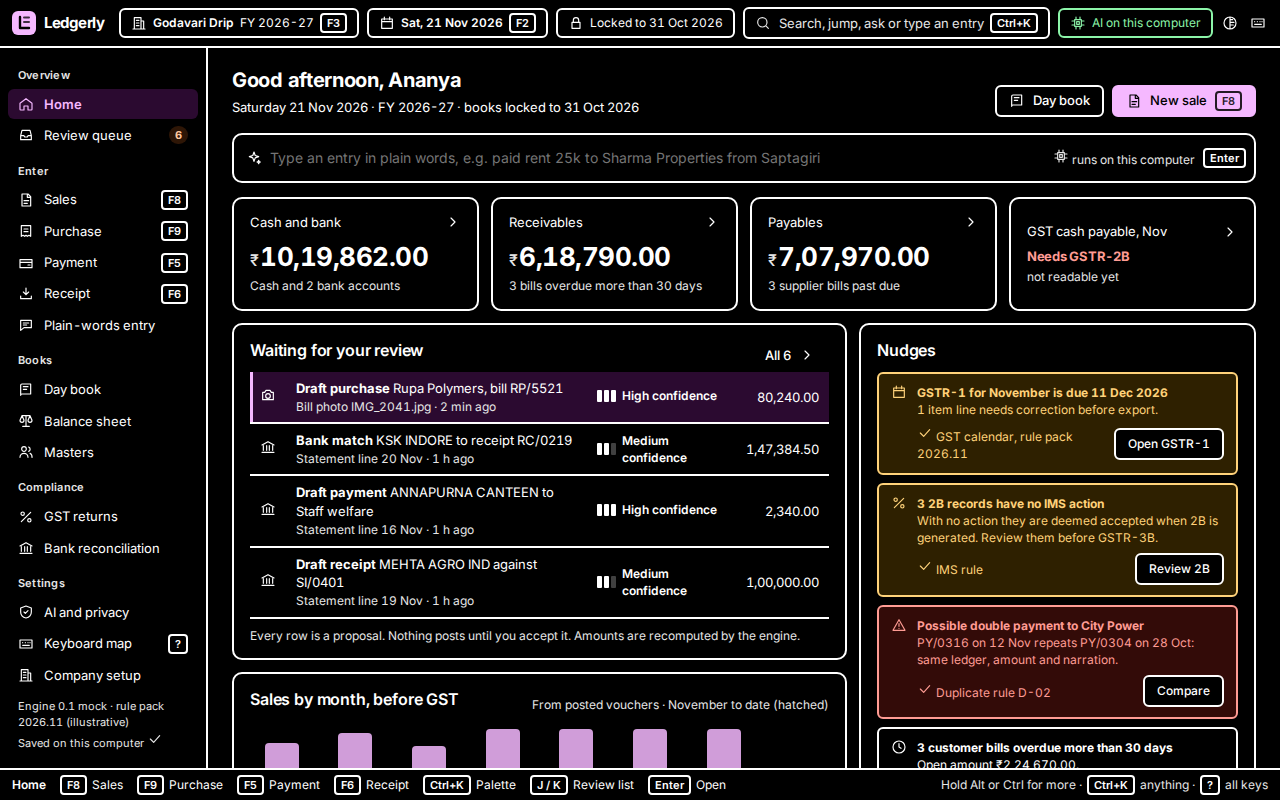 Ledgerly
Godavari Drip FY 2026-27 F3
Sat, 21 Nov 2026 F2
Locked to 31 Oct 2026
Search, jump, ask or type an entry Ctrl+K
AI on this computer
Overview
Home
Review queue 6
Enter
Sales F8
Purchase F9
Payment F5
Receipt F6
Plain-words entry
Books
Day book
Balance sheet
Masters
Compliance
GST returns
Bank reconciliation
Settings
AI and privacy
Keyboard map ?
Company setup
Engine 0.1 mock · rule pack
2026.11 (illustrative)
Saved on this computer
Good afternoon, Ananya
Saturday 21 Nov 2026 · FY 2026-27 · books locked to 31 Oct 2026
Day book
New sale F8
Type an entry in plain words, e.g. paid rent 25k to Sharma Properties from Saptagiri
runs on this computer Enter
Cash and bank
₹10,19,862.00
Cash and 2 bank accounts
Receivables
₹6,18,790.00
3 bills overdue more than 30 days
Payables
₹7,07,970.00
3 supplier bills past due
GST cash payable, Nov
Needs GSTR-2B
not readable yet
Waiting for your review
All 6
Draft purchase Rupa Polymers, bill RP/5521
Bill photo IMG_2041.jpg · 2 min ago
High confidence
80,240.00
Bank match KSK INDORE to receipt RC/0219
Statement line 20 Nov · 1 h ago
Medium
confidence
1,47,384.50
Draft payment ANNAPURNA CANTEEN to
Staff welfare
Statement line 16 Nov · 1 h ago
High confidence
2,340.00
Draft receipt MEHTA AGRO IND against
SI/0401
Statement line 19 Nov · 1 h ago
Medium
confidence
1,00,000.00
Every row is a proposal. Nothing posts until you accept it. Amounts are recomputed by the engine.
Sales by month, before GST
From posted vouchers · November to date (hatched)
Nudges
GSTR-1 for November is due 11 Dec 2026
1 item line needs correction before export.
GST calendar, rule pack
2026.11
Open GSTR-1
3 2B records have no IMS action
With no action they are deemed accepted when 2B is
generated. Review them before GSTR-3B.
IMS rule
Review 2B
Possible double payment to City Power
PY/0316 on 12 Nov repeats PY/0304 on 28 Oct:
same ledger, amount and narration.
Duplicate rule D-02
Compare
3 customer bills overdue more than 30 days
Open amount ₹2,24,670.00.
Home F8 Sales F9 Purchase F5 Payment F6 Receipt Ctrl+K Palette J / K Review list Enter Open
Hold Alt or Ctrl for more · Ctrl+K anything · ? all keys